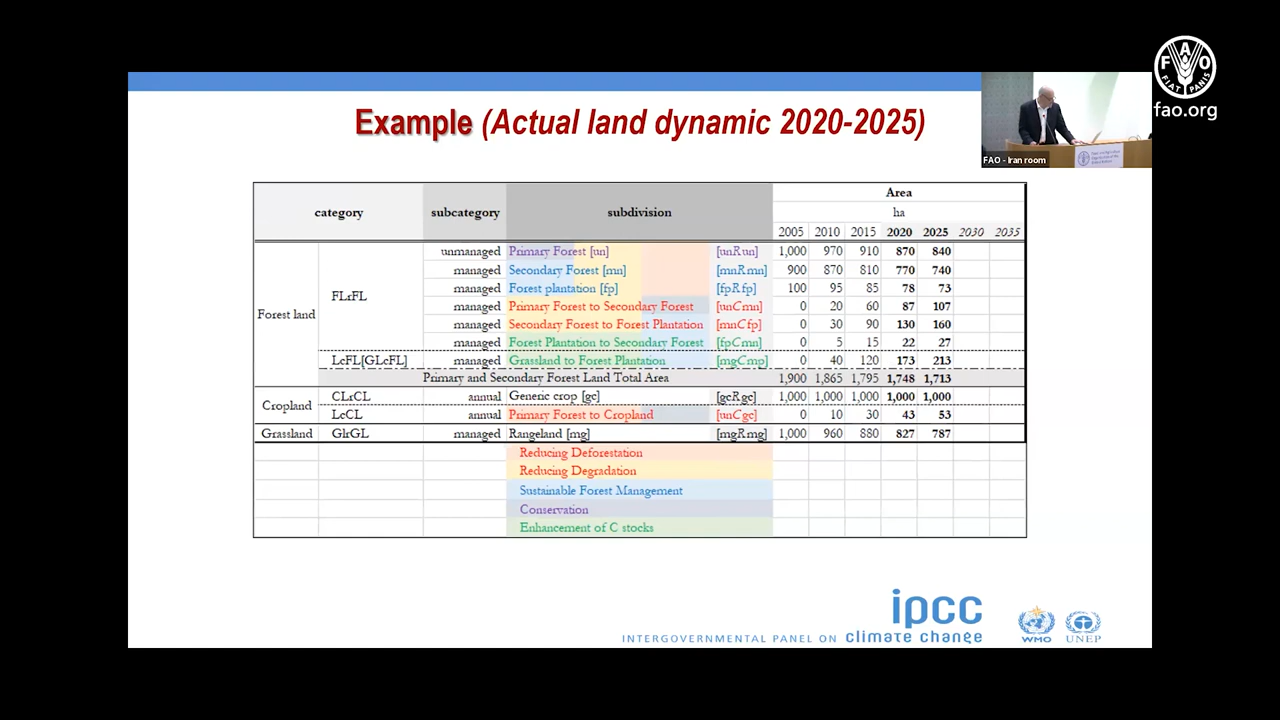 FAO
FIAT PANIS
fao.org
FAO - Iran room
Example (Actual land dynamic 2020-2025)
category subcategory subdivision Area
ha
2005 2010 2015 2020 2025 2030 2035
Forest land FLrFL unmanaged Primary Forest [un] [unRun] 1,000 970 910 870 840
managed Secondary Forest [mn] [mnRmn] 900 870 810 770 740
managed Forest plantation [fp] [fpRfp] 100 95 85 78 73
managed Primary Forest to Secondary Forest [unCmn] 0 20 60 87 107
managed Secondary Forest to Forest Plantation [mnCfp] 0 30 90 130 160
managed Forest Plantation to Secondary Forest [fpCmn] 0 5 15 22 27
LcFL[GLcFL] managed Grassland to Forest Plantation [mgCmp] 0 40 120 173 213
Primary and Secondary Forest Land Total Area 1,900 1,865 1,795 1,748 1,713
Cropland CLrCL annual Generic crop [gc] [gcRgc] 1,000 1,000 1,000 1,000 1,000
LcCL annual Primary Forest to Cropland [unCgc] 0 10 30 43 53
Grassland GlrGL managed Rangeland [mg] [mgRmg] 1,000 960 880 827 787
Reducing Deforestation
Reducing Degradation
Sustainable Forest Management
Conservation
Enhancement of C stocks
ipcc
INTERGOVERNMENTAL PANEL ON climate change
WMO
UNEP